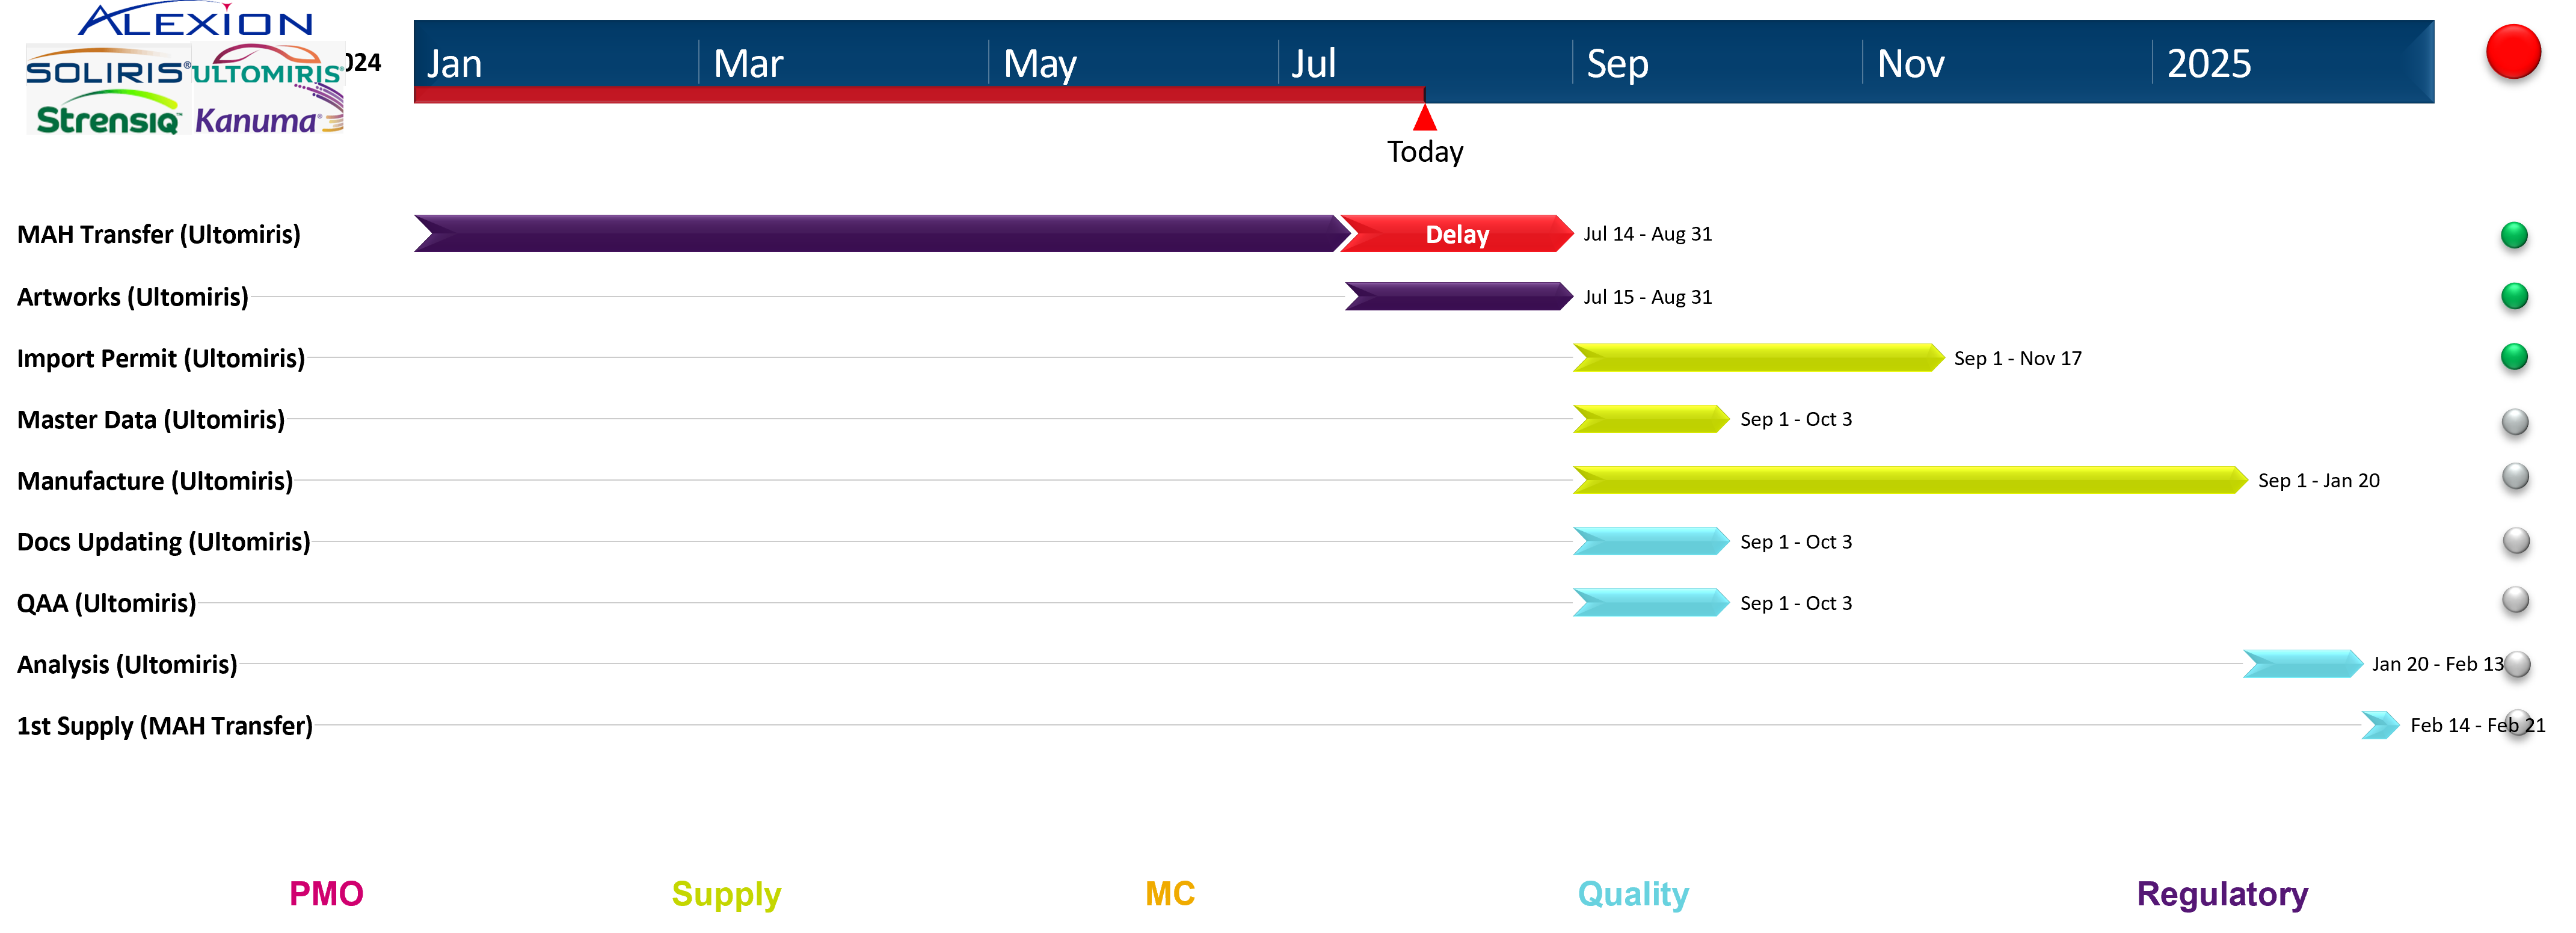 ALEXION
SOLIRIS®
ULTOMIRIS®
Strensiq™
Kanuma®
024
Jan
Mar
May
Jul
Sep
Nov
2025
Today
MAH Transfer (Ultomiris)
Delay
Jul 14 - Aug 31
Artworks (Ultomiris)
Jul 15 - Aug 31
Import Permit (Ultomiris)
Sep 1 - Nov 17
Master Data (Ultomiris)
Sep 1 - Oct 3
Manufacture (Ultomiris)
Sep 1 - Jan 20
Docs Updating (Ultomiris)
Sep 1 - Oct 3
QAA (Ultomiris)
Sep 1 - Oct 3
Analysis (Ultomiris)
Jan 20 - Feb 13
1st Supply (MAH Transfer)
Feb 14 - Feb 21
PMO
Supply
MC
Quality
Regulatory